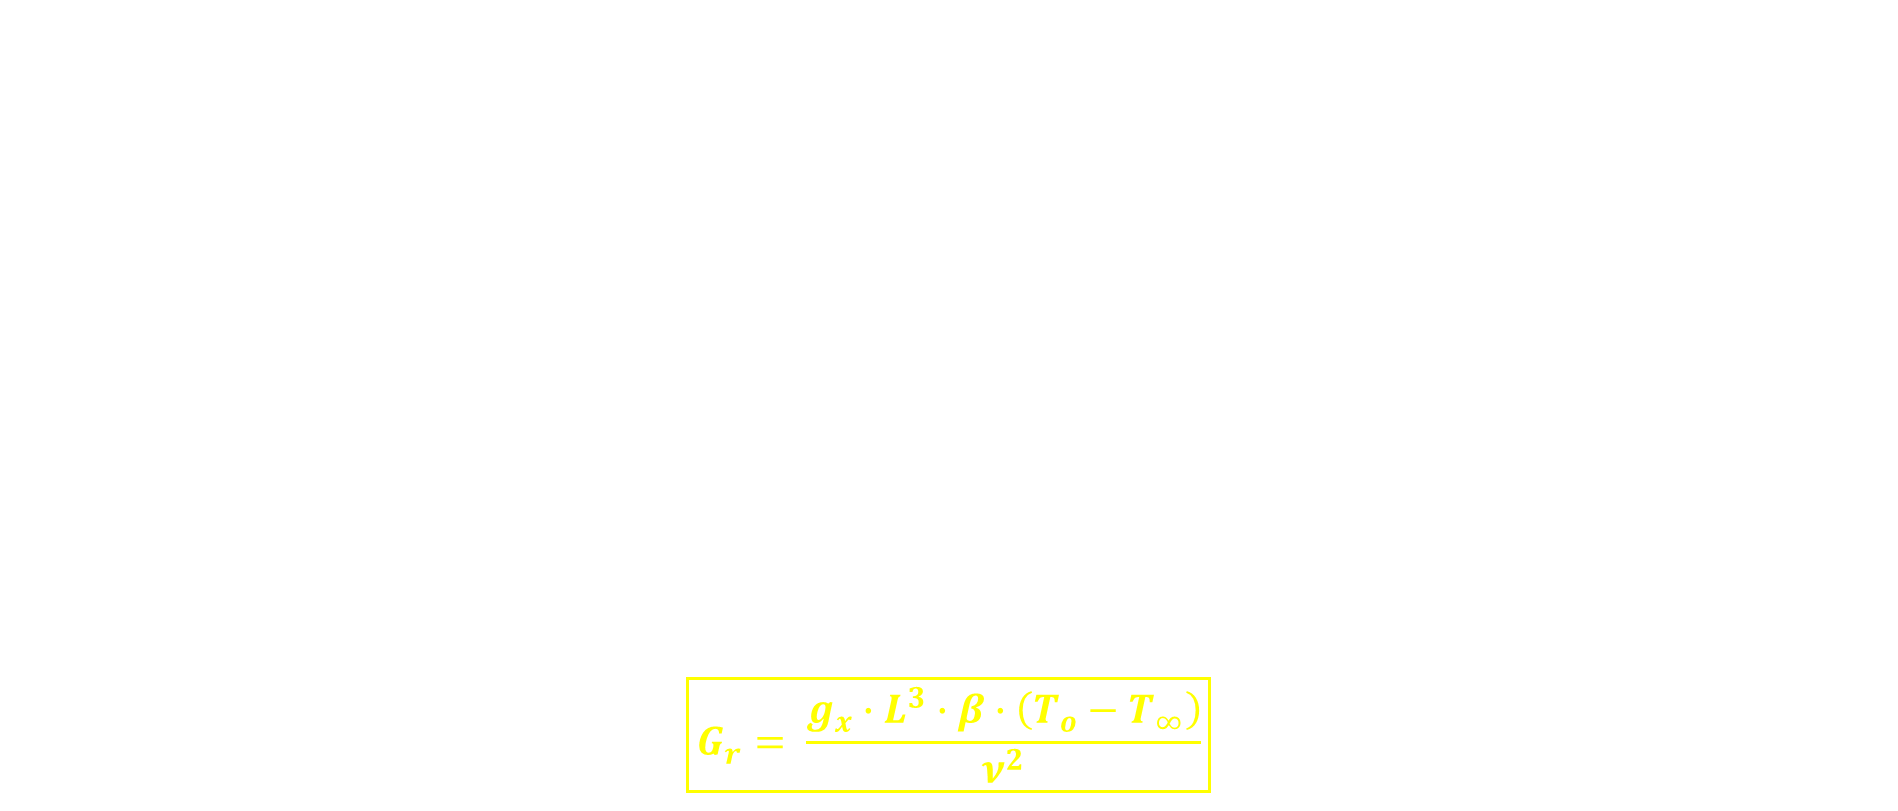 G_r = \frac{g_x \cdot L^3 \cdot \beta \cdot (T_o - T_\infty)}{\nu^2}